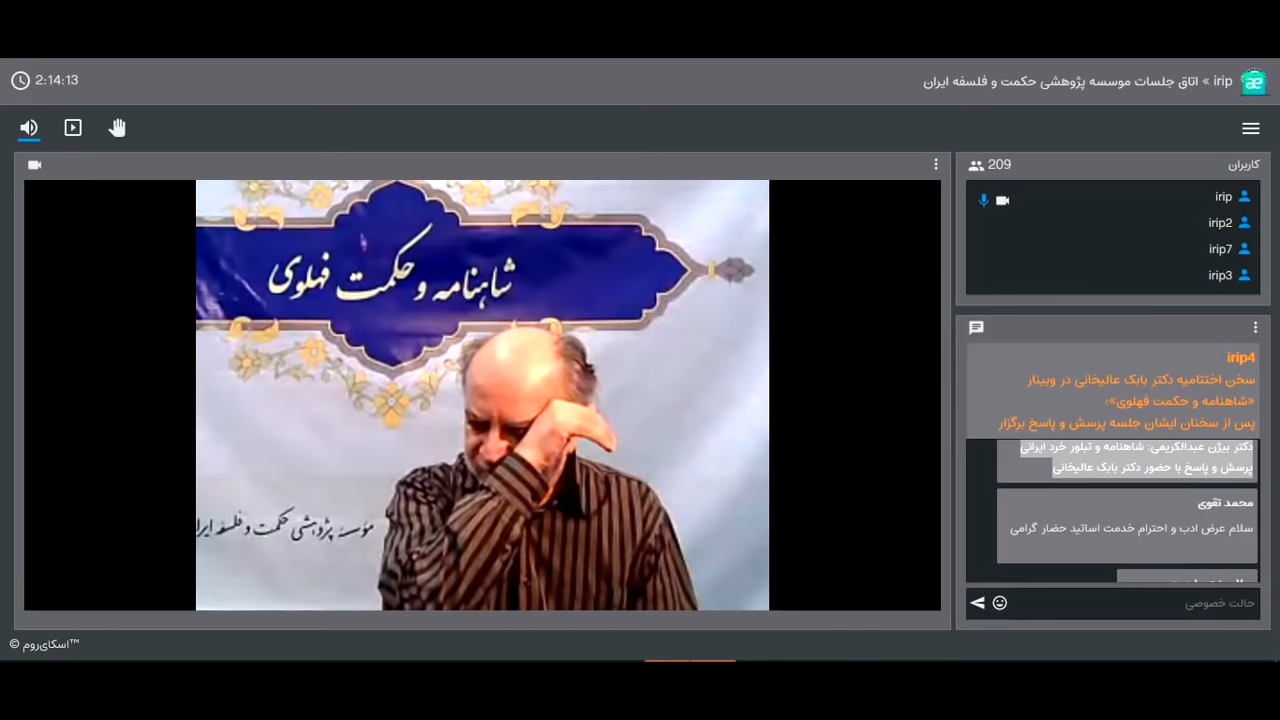 2:14:13
irip » اتاق جلسات موسسه پژوهشی حکمت و فلسفه ایران
209
کاربران
irip
irip2
irip7
irip3
شاهنامه و حکمت فهلوی
مؤسسه پژوهشی حکمت و فلسفه ایرا
irip4
سخن اختتامیه دکتر بابک عالیخانی در وبینار
«شاهنامه و حکمت فهلوی»؛
پس از سخنان ایشان جلسه پرسش و پاسخ برگزار
دکتر بیژن عبدالکریمی: شاهنامه و تبلور خرد ایرانی
پرسش و پاسخ با حضور دکتر بابک عالیخانی
محمد تقوی
سلام عرض ادب و احترام خدمت اساتید حضار گرامی
حالت خصوصی
© اسکای‌روم™